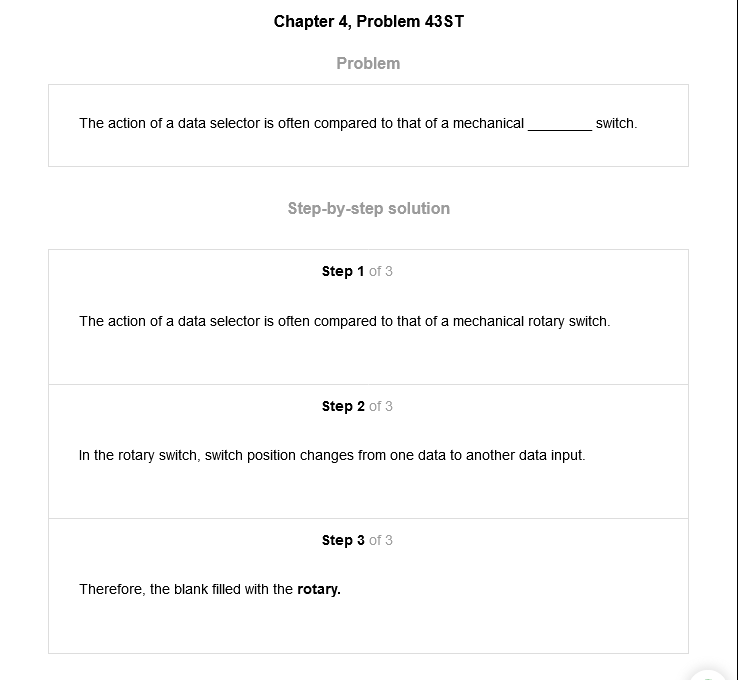 Chapter 4, Problem 43ST
Problem
The action of a data selector is often compared to that of a mechanical ________ switch.
Step-by-step solution
Step 1 of 3
The action of a data selector is often compared to that of a mechanical rotary switch.
Step 2 of 3
In the rotary switch, switch position changes from one data to another data input.
Step 3 of 3
Therefore, the blank filled with the rotary.